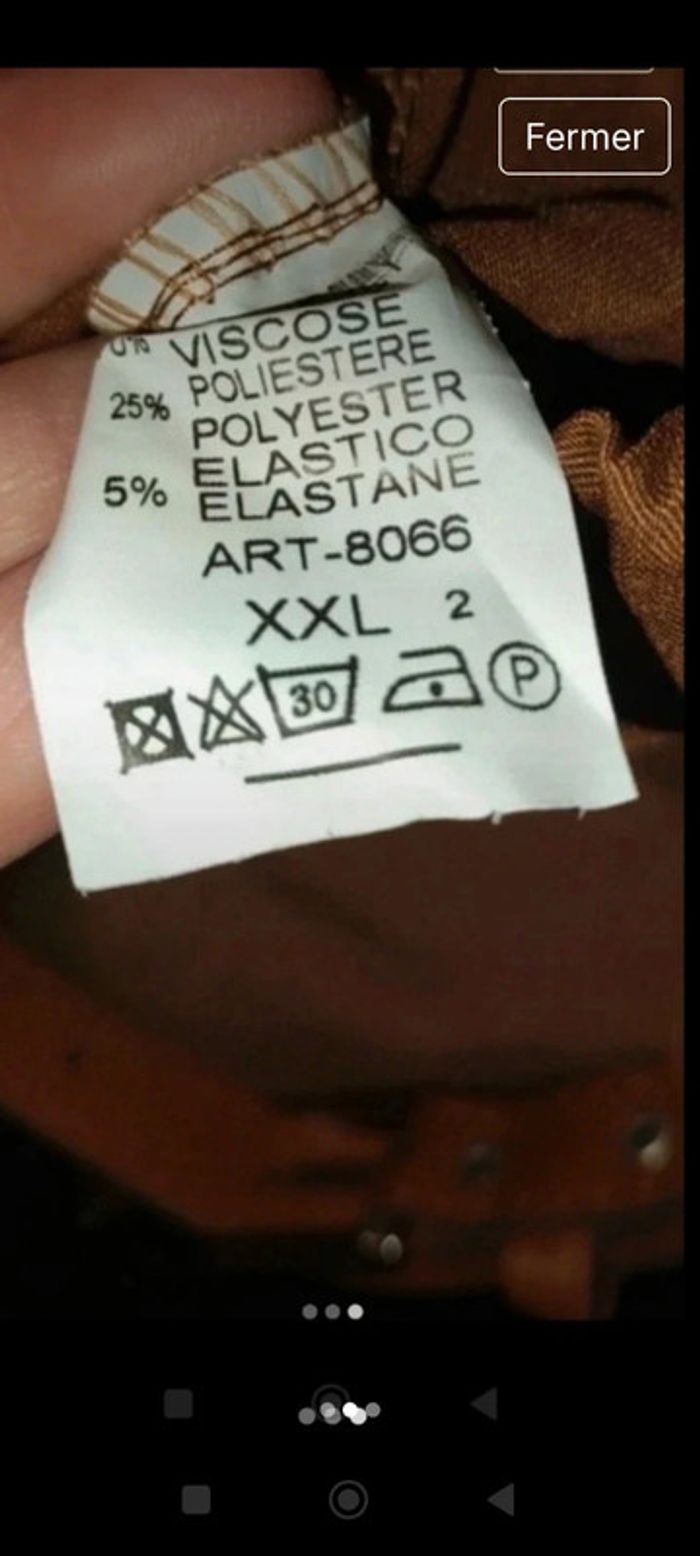 Fermer
VISCOSE
POLIESTERE
25%
POLYESTER
ELASTICO
5%
ELASTANE
ART-8066
XXL 2
30
P